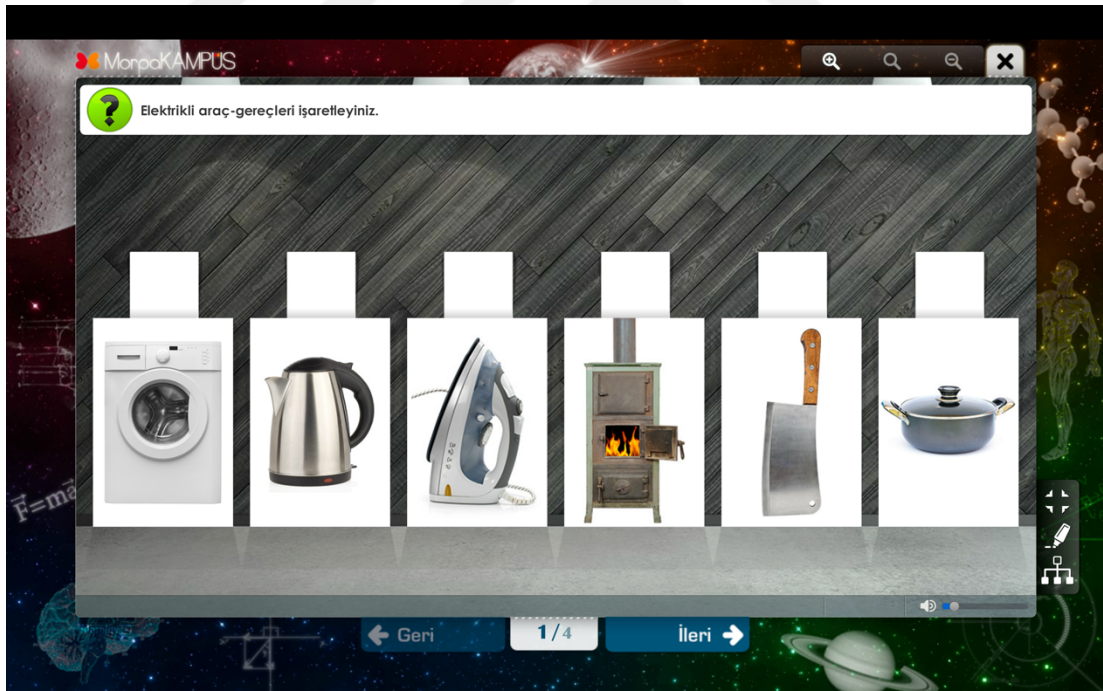 MorpaKAMPÜS
Elektrikli araç-gereçleri işaretleyiniz.
F=ma
Geri
1/4
İleri